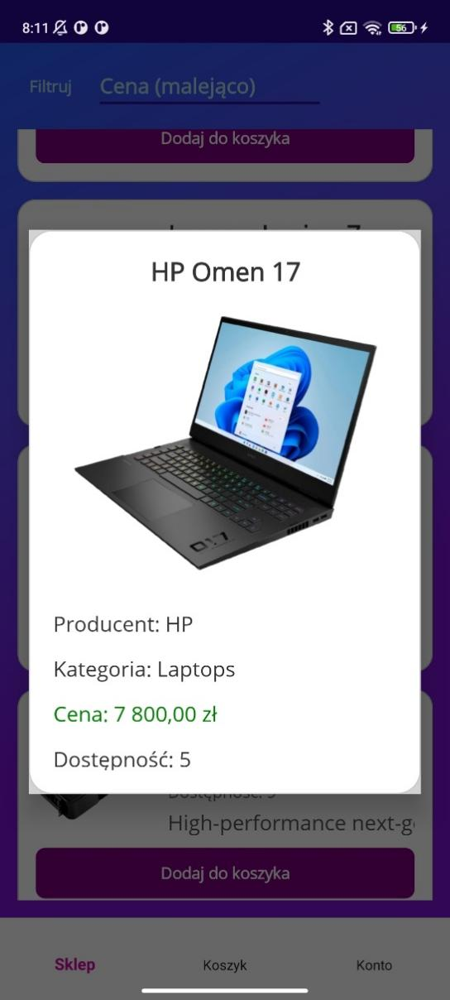 8:11
56
Filtruj
Cena (malejąco)
Dodaj do koszyka
HP Omen 17
Producent: HP
Kategoria: Laptops
Cena: 7 800,00 zł
Dostępność: 5
High-performance next-g
Dodaj do koszyka
Sklep
Koszyk
Konto